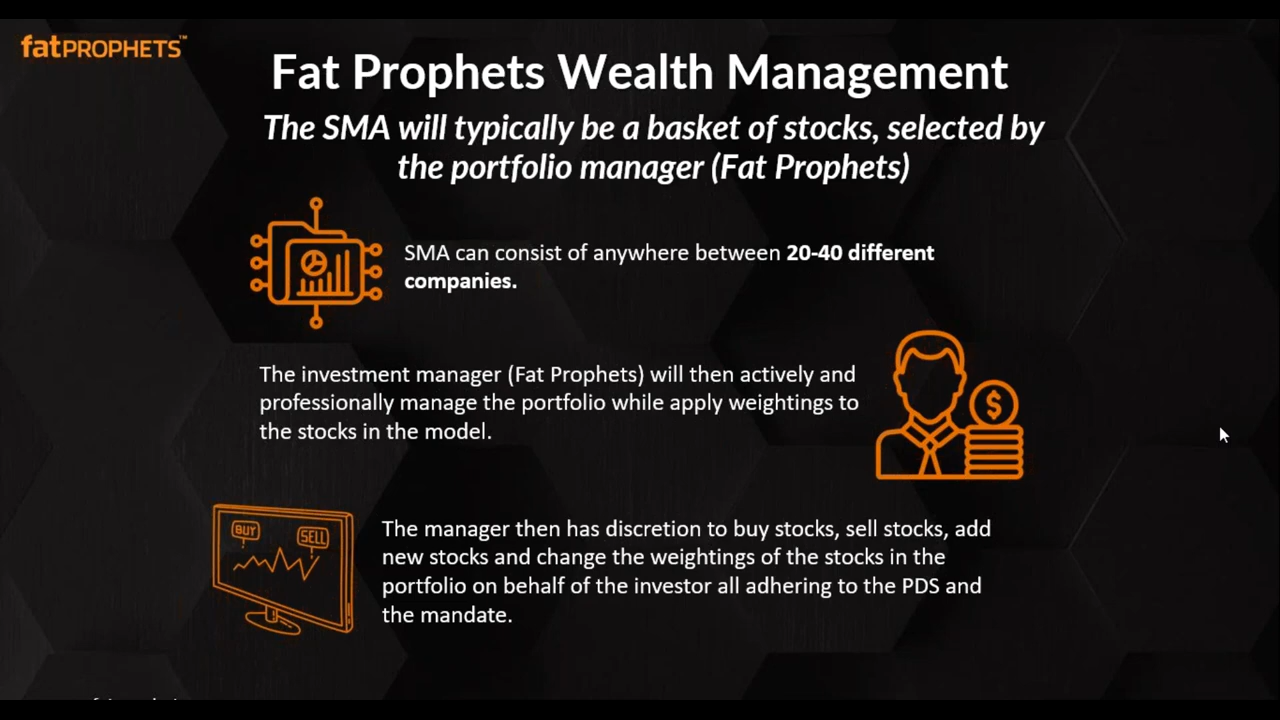 fatPROPHETS™
Fat Prophets Wealth Management
The SMA will typically be a basket of stocks, selected by
the portfolio manager (Fat Prophets)
SMA can consist of anywhere between 20-40 different
companies.
The investment manager (Fat Prophets) will then actively and
professionally manage the portfolio while apply weightings to
the stocks in the model.
$
BUY
SELL
The manager then has discretion to buy stocks, sell stocks, add
new stocks and change the weightings of the stocks in the
portfolio on behalf of the investor all adhering to the PDS and
the mandate.